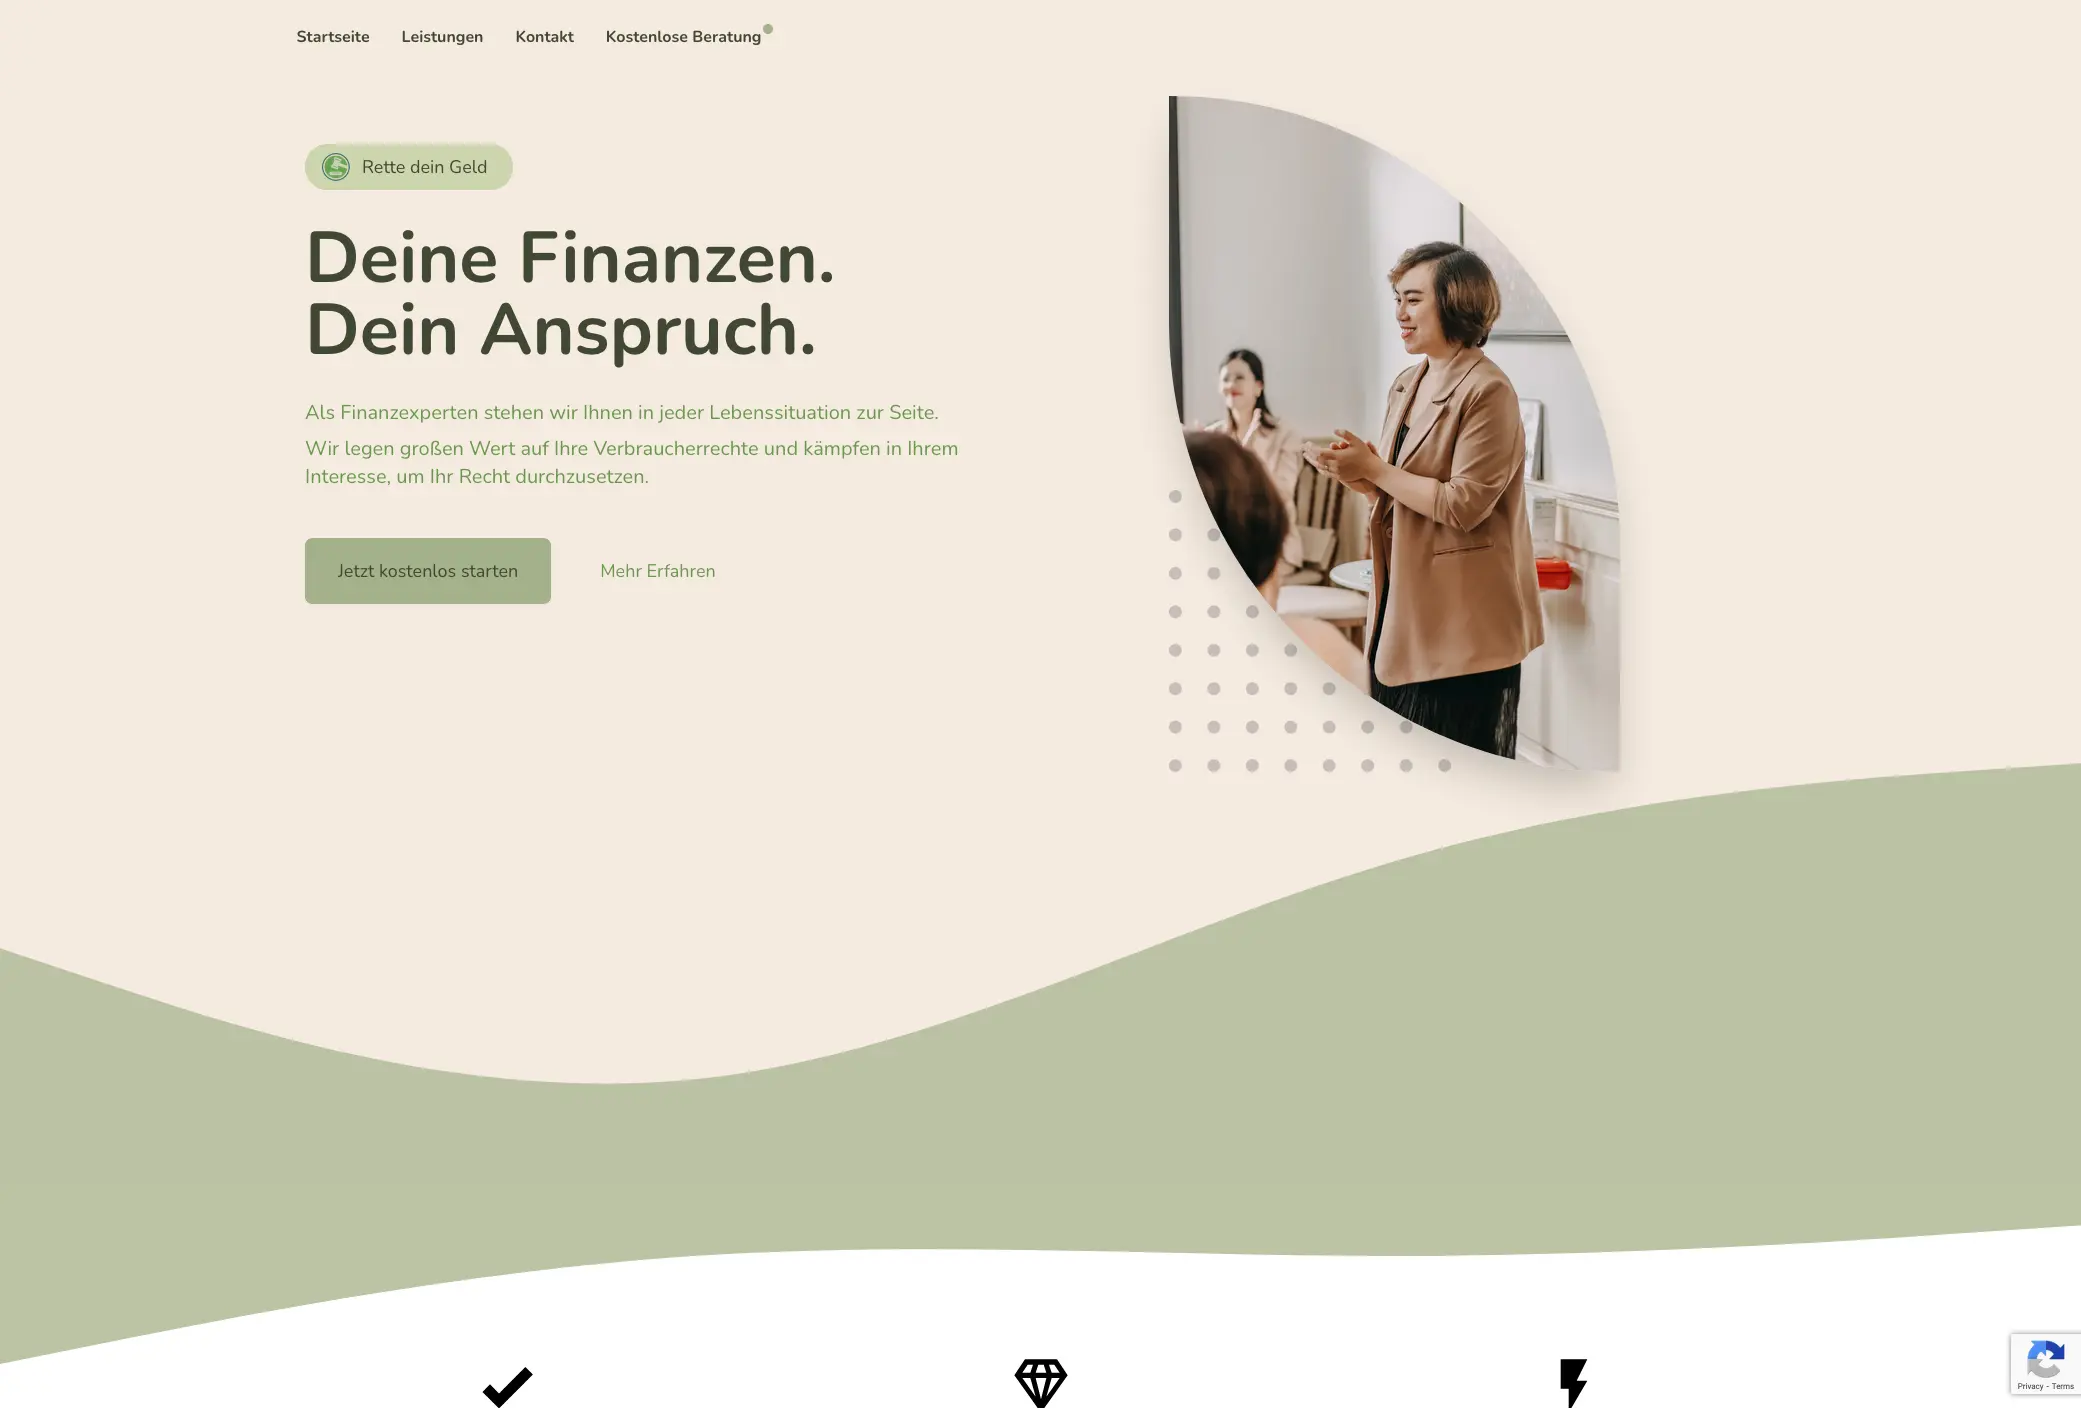 Startseite Leistungen Kontakt Kostenlose Beratung
Rette dein Geld
Deine Finanzen.
Dein Anspruch.
Als Finanzexperten stehen wir Ihnen in jeder Lebenssituation zur Seite.
Wir legen großen Wert auf Ihre Verbraucherrechte und kämpfen in Ihrem
Interesse, um Ihr Recht durchzusetzen.
Jetzt kostenlos starten Mehr Erfahren
Privacy - Terms